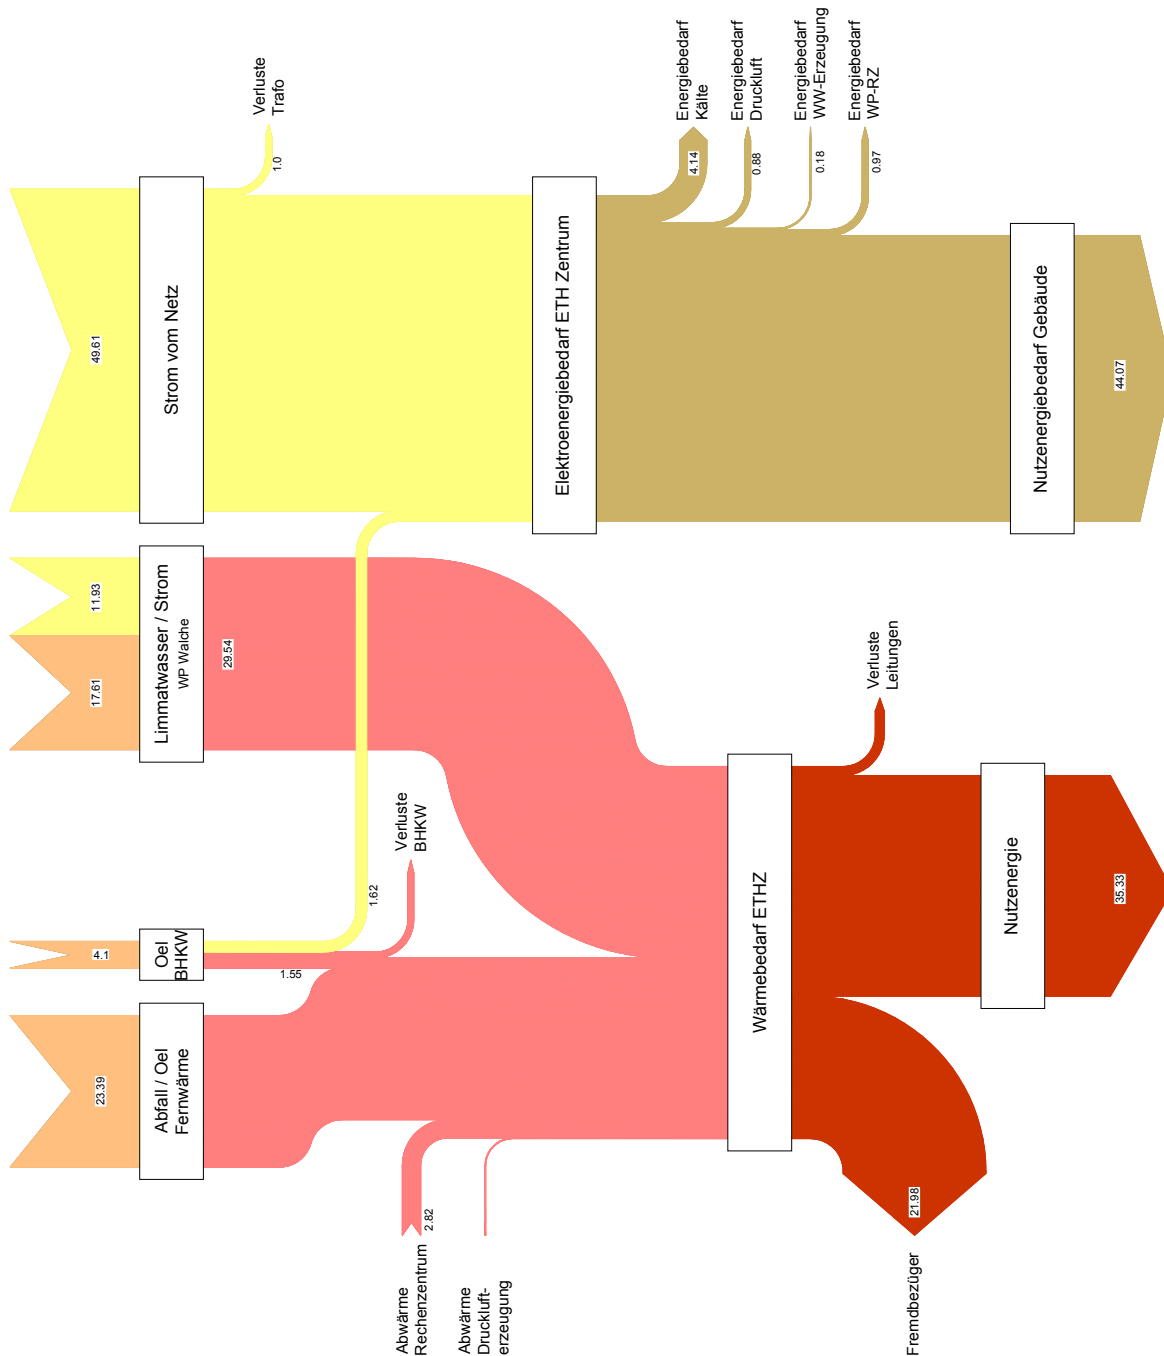 Verluste
Trafo
1.0
49.61
Strom vom Netz
Energiebedarf
Kälte
4.14
Energiebedarf
Druckluft
0.88
Energiebedarf
WW-Erzeugung
0.18
Energiebedarf
WP-RZ
0.97
Elektroenergiebedarf ETH Zentrum
Nutzenergiebedarf Gebäude
44.07
11.93
17.61
Limmatwasser / Strom
WP Walche
29.54
1.62
Verluste
BHKW
4.1
Oel
BHKW
1.55
23.39
Abfall / Oel
Fernwärme
Verluste
Leitungen
Wärmebedarf ETHZ
Nutzenergie
35.33
2.82
Abwärme
Rechenzentrum
Abwärme
Druckluft-
erzeugung
21.98
Fremdbezüger